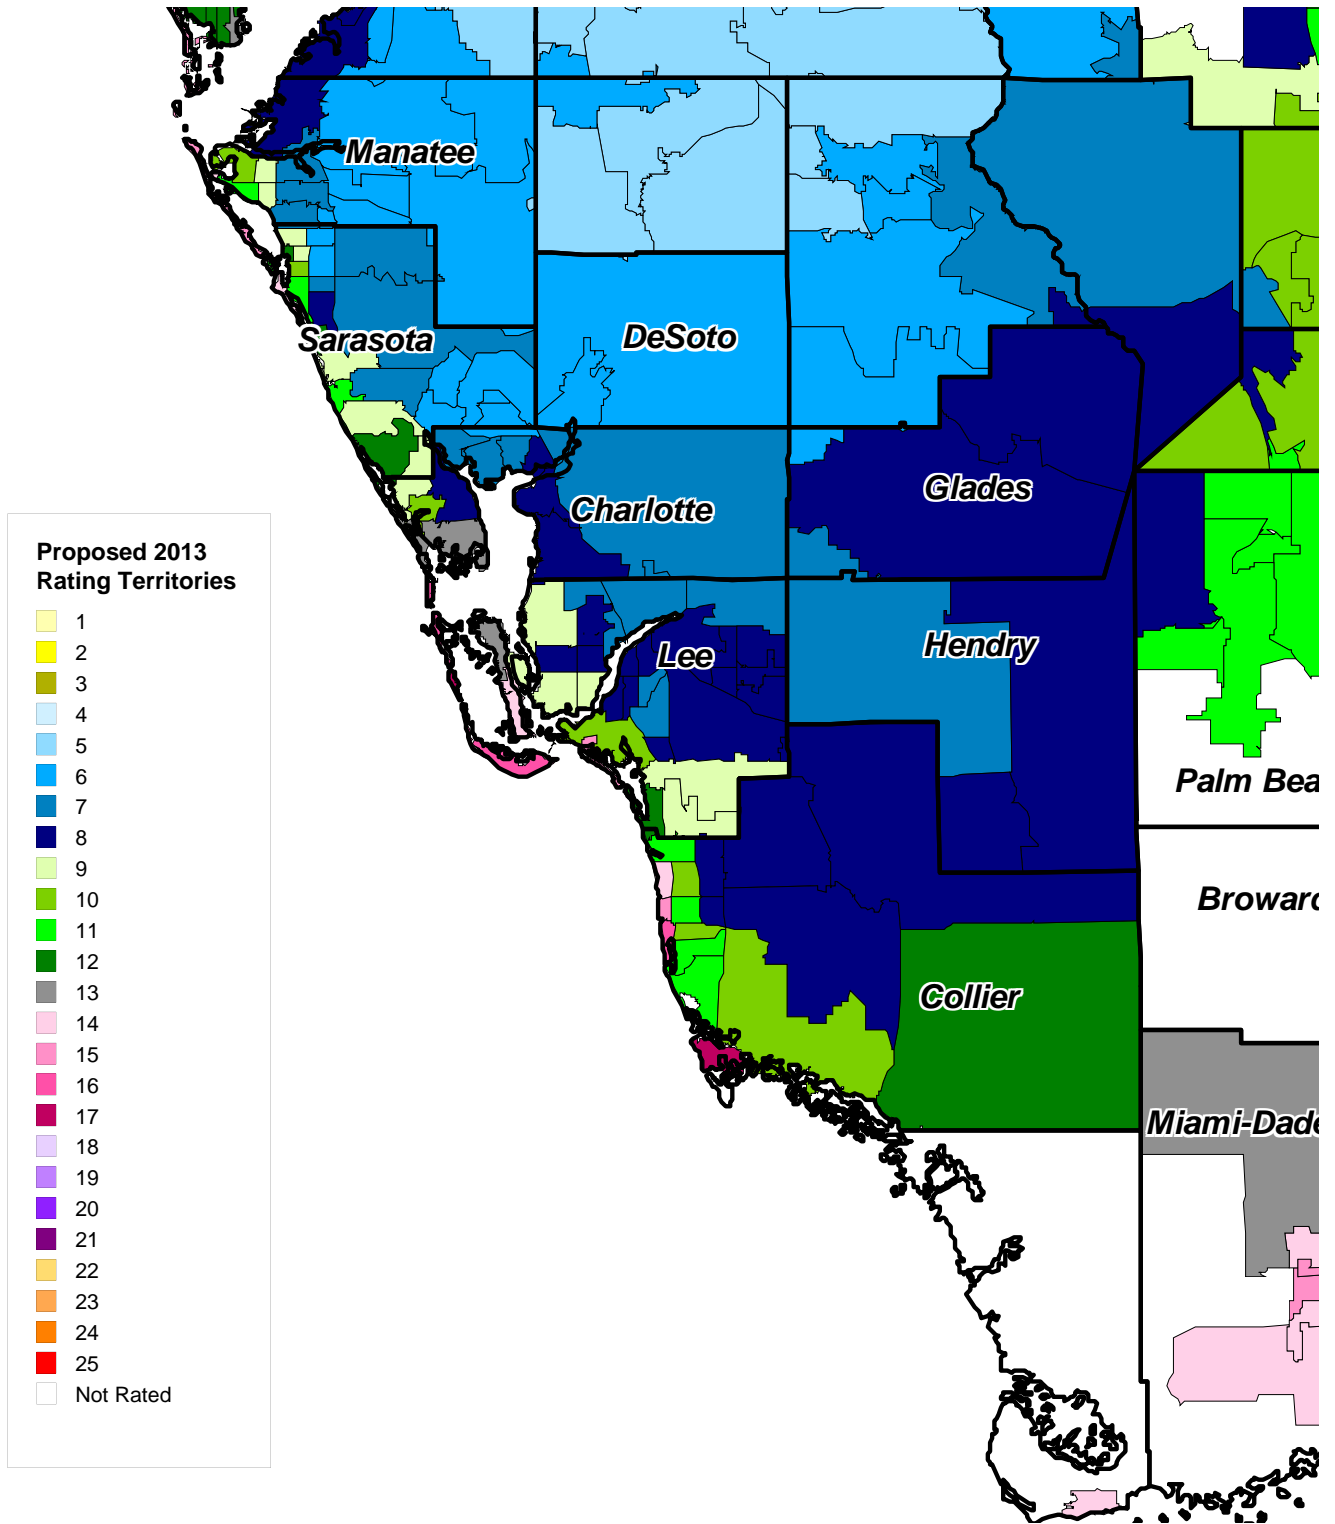 Manatee
Sarasota
DeSoto
Charlotte
Glades
Lee
Hendry
Palm Bea
Broward
Collier
Miami-Dade
Proposed 2013
Rating Territories
1
2
3
4
5
6
7
8
9
10
11
12
13
14
15
16
17
18
19
20
21
22
23
24
25
Not Rated